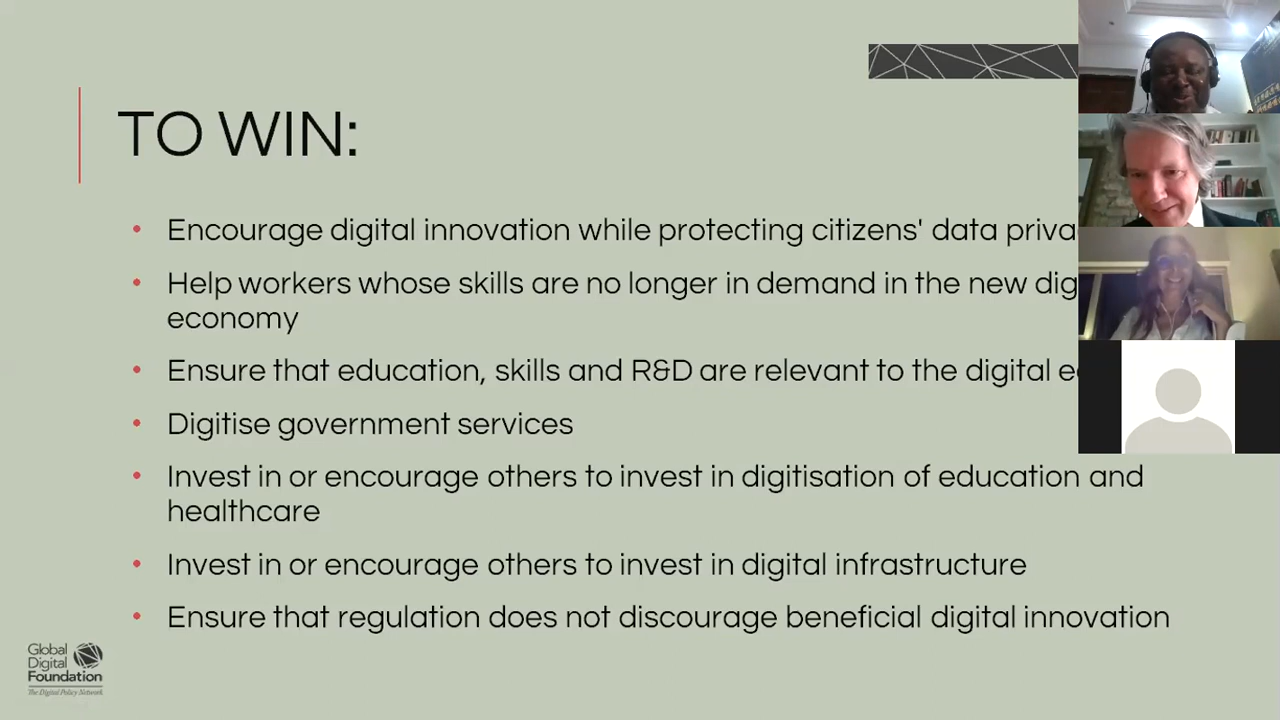 TO WIN:
• Encourage digital innovation while protecting citizens' data priva
• Help workers whose skills are no longer in demand in the new dig
economy
• Ensure that education, skills and R&D are relevant to the digital e
• Digitise government services
• Invest in or encourage others to invest in digitisation of education and
healthcare
• Invest in or encourage others to invest in digital infrastructure
• Ensure that regulation does not discourage beneficial digital innovation
Global
Digital
Foundation
The Digital Policy Network